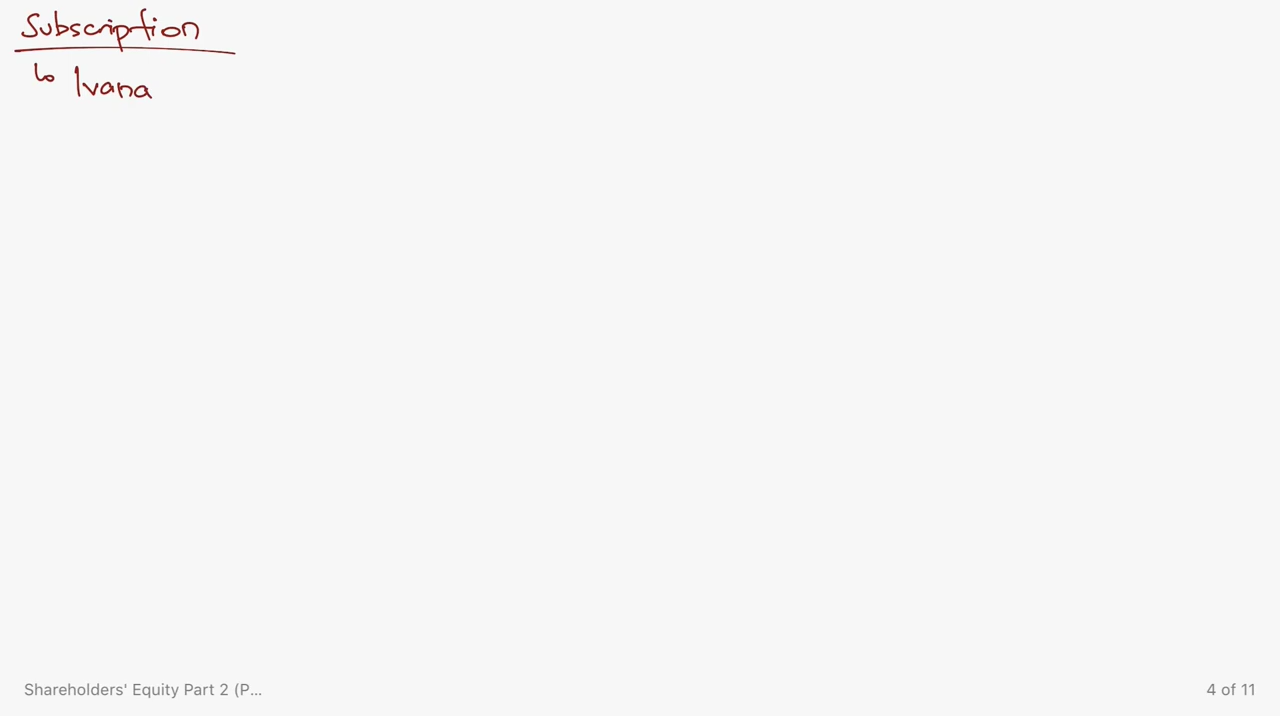 Subscription
↳ Ivana
Shareholders' Equity Part 2 (P...
4 of 11